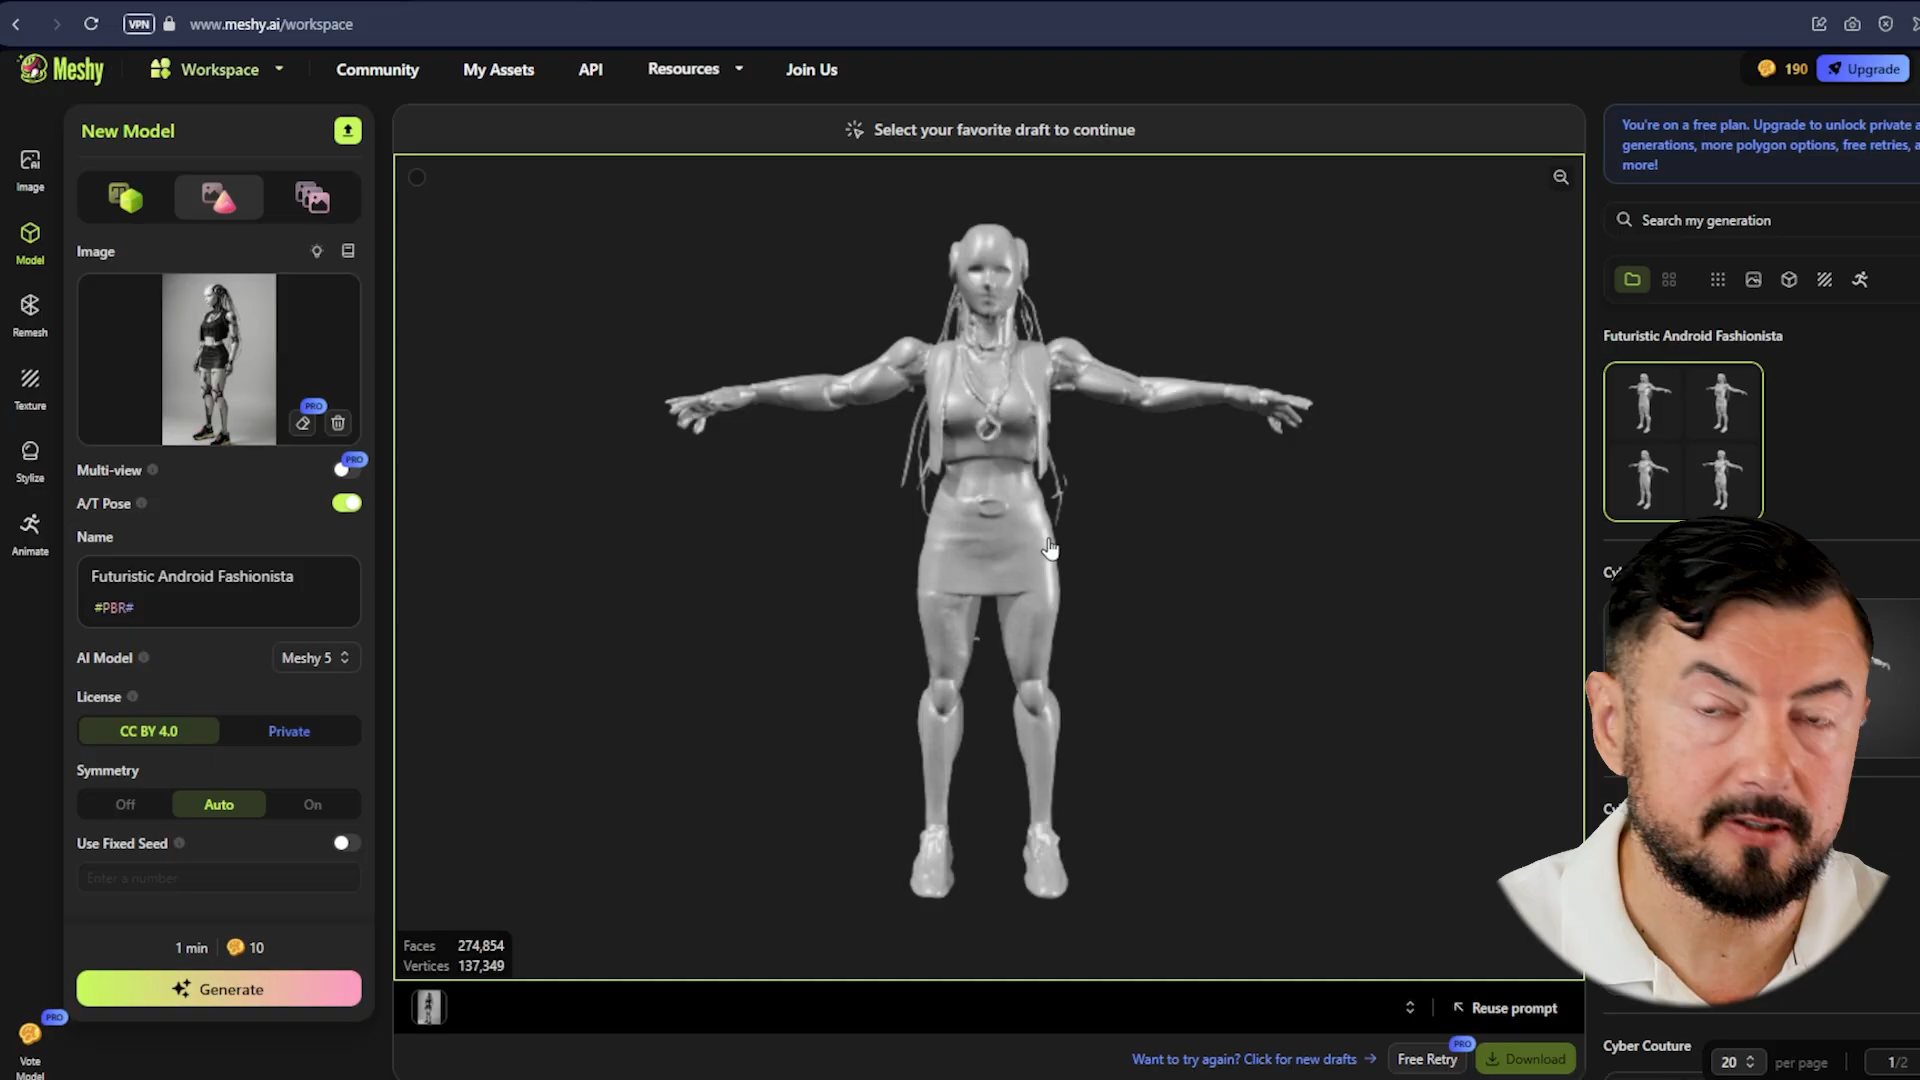 VPN
www.meshy.ai/workspace
Meshy
Workspace
Community
My Assets
API
Resources
Join Us
190
Upgrade
New Model
Select your favorite draft to continue
You're on a free plan. Upgrade to unlock private a
generations, more polygon options, free retries, a
more!
Image
Model
Remesh
Texture
Stylize
Animate
Image
PRO
Multi-view
PRO
A/T Pose
Name
Futuristic Android Fashionista
#PBR#
AI Model
Meshy 5
License
CC BY 4.0
Private
Symmetry
Off
Auto
On
Use Fixed Seed
Enter a number
1 min
10
Generate
PRO
Vote
Model
Faces 274,854
Vertices 137,349
Reuse prompt
Want to try again? Click for new drafts
Free Retry
PRO
Download
Search my generation
Futuristic Android Fashionista
Cy
Cy
Cyber Couture
20
per page
1/2